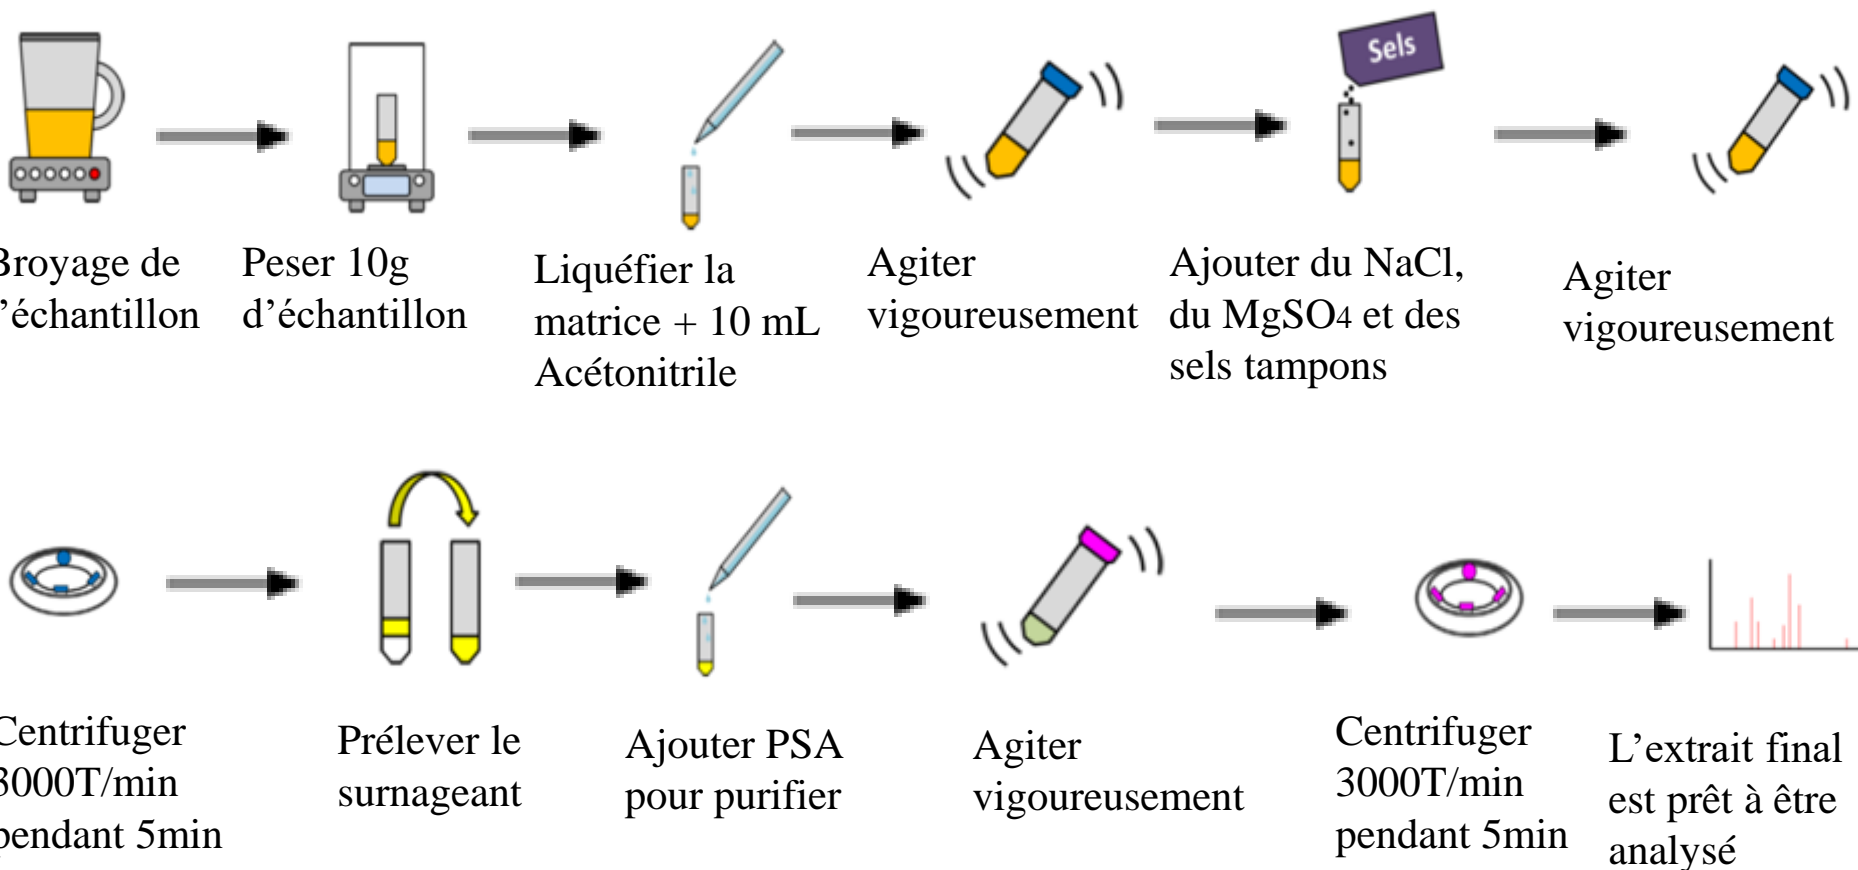 Sels
Broyage de
l'échantillon
Peser 10g
d'échantillon
Liquéfier la
matrice + 10 mL
Acétonitrile
Agiter
vigoureusement
Ajouter du NaCl,
du MgSO4 et des
sels tampons
Agiter
vigoureusement
Centrifuger
3000T/min
pendant 5min
Prélever le
surnageant
Ajouter PSA
pour purifier
Agiter
vigoureusement
Centrifuger
3000T/min
pendant 5min
L'extrait final
est prêt à être
analysé